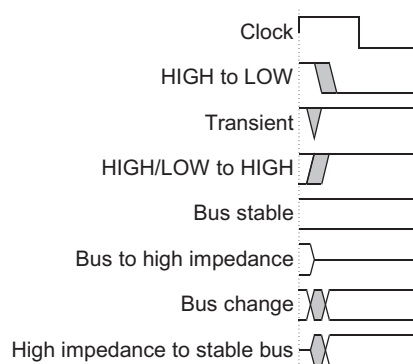 Clock
HIGH to LOW
Transient
HIGH/LOW to HIGH
Bus stable
Bus to high impedance
Bus change
High impedance to stable bus